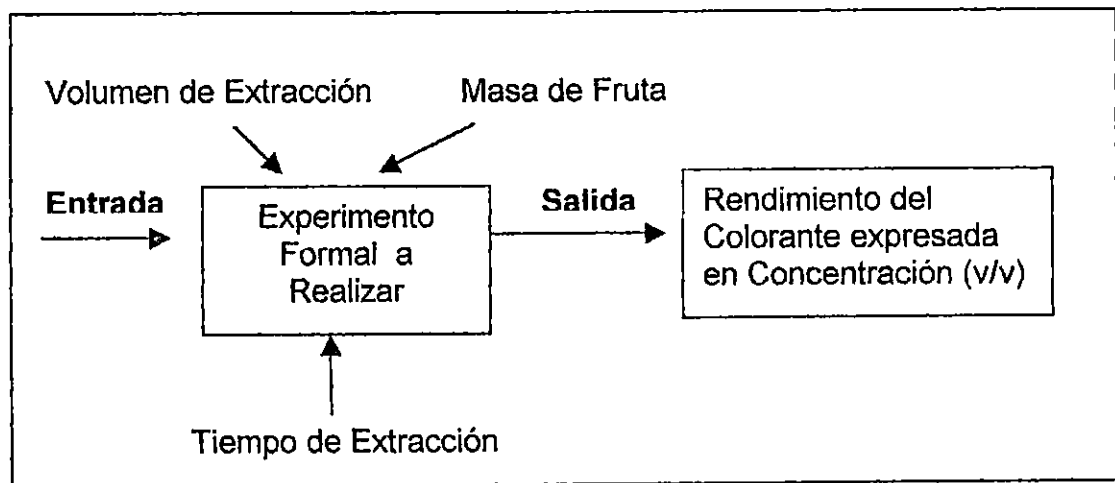 Volumen de Extracción
Masa de Fruta
Entrada
Experimento
Formal a
Realizar
Salida
Rendimiento del
Colorante expresada
en Concentración (v/v)
Tiempo de Extracción